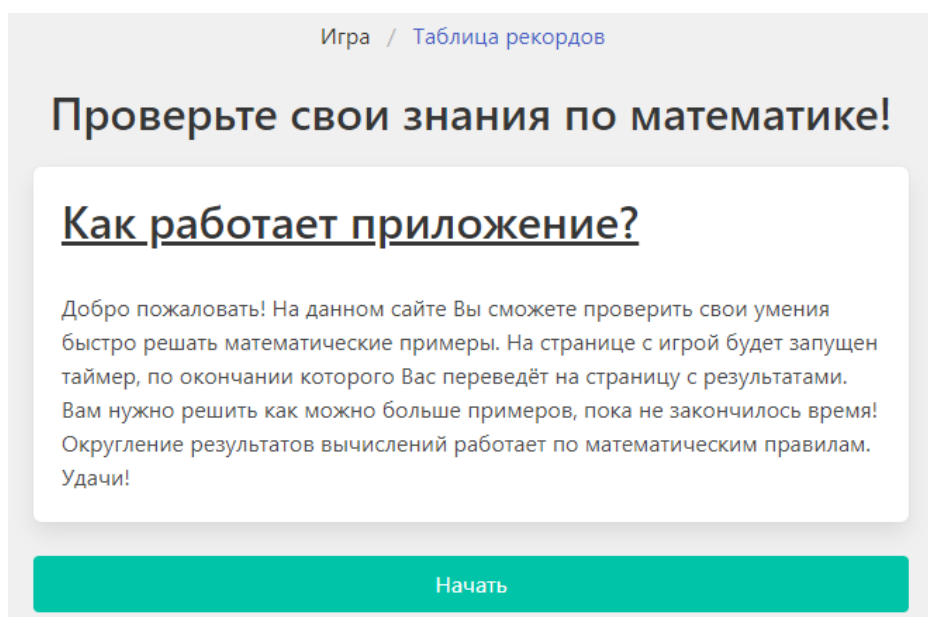 Игра / Таблица рекордов
Проверьте свои знания по математике!
Как работает приложение?
Добро пожаловать! На данном сайте Вы сможете проверить свои умения
быстро решать математические примеры. На странице с игрой будет запущен
таймер, по окончании которого Вас переведёт на страницу с результатами.
Вам нужно решить как можно больше примеров, пока не закончилось время!
Округление результатов вычислений работает по математическим правилам.
Удачи!
Начать